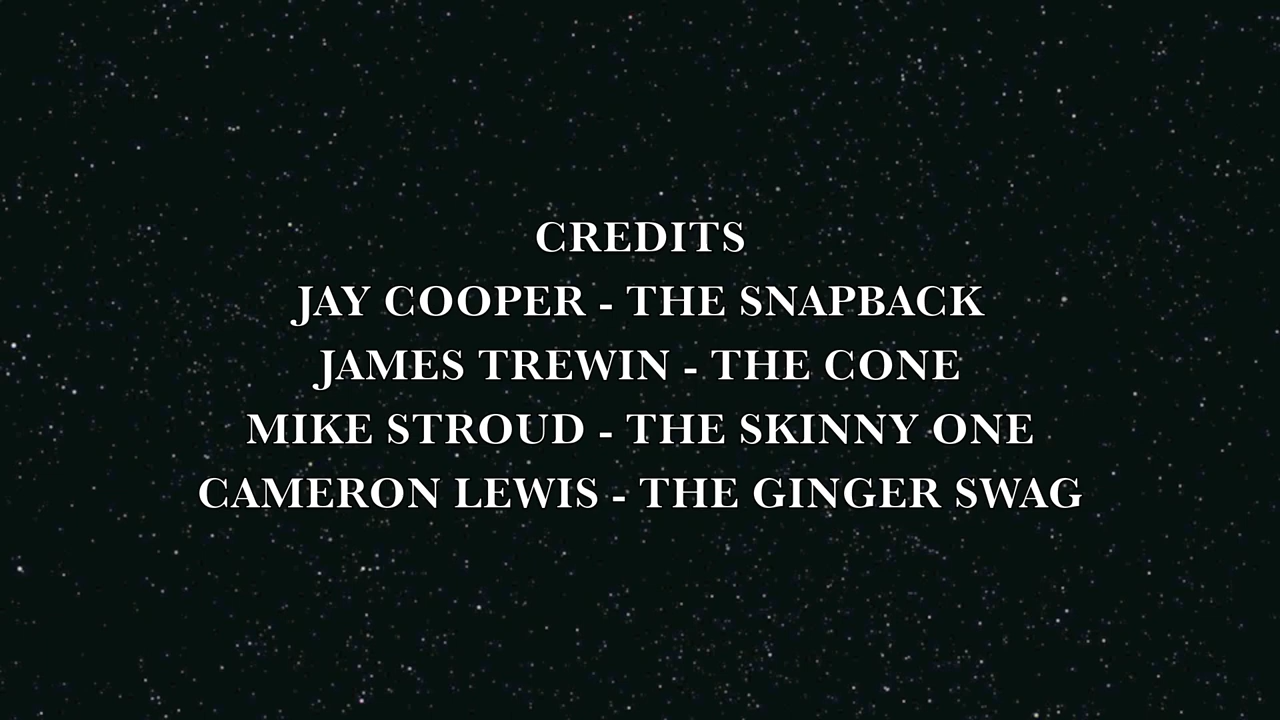 CREDITS
JAY COOPER - THE SNAPBACK
JAMES TREWIN - THE CONE
MIKE STROUD - THE SKINNY ONE
CAMERON LEWIS - THE GINGER SWAG